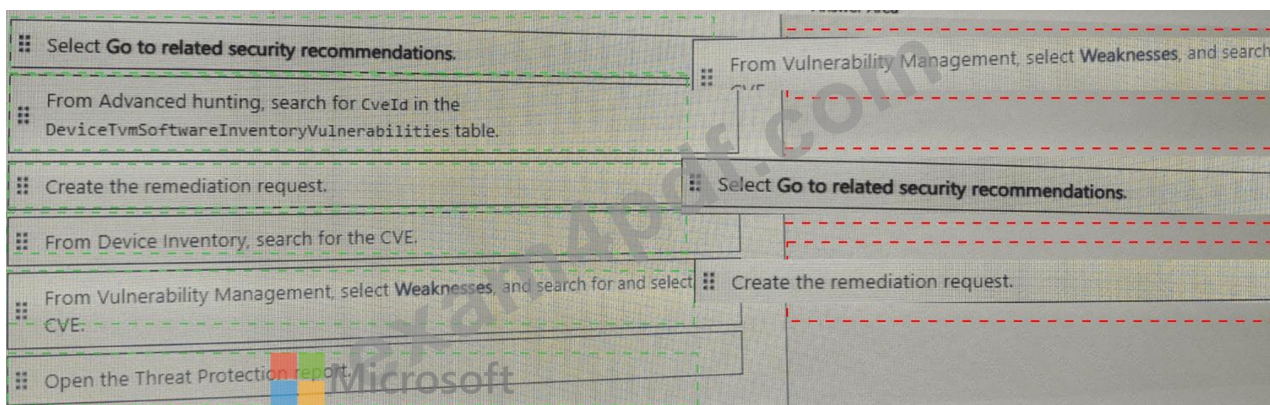 Select Go to related security recommendations.
From Advanced hunting, search for CveId in the
DeviceTvmSoftwareInventoryVulnerabilities table.
Create the remediation request.
From Device Inventory, search for the CVE.
From Vulnerability Management, select Weaknesses, and search for and select
CVE.
Open the Threat Protection report.
Microsoft
From Vulnerability Management, select Weaknesses, and search
CVE
Select Go to related security recommendations.
Create the remediation request.
exam4pdf.com